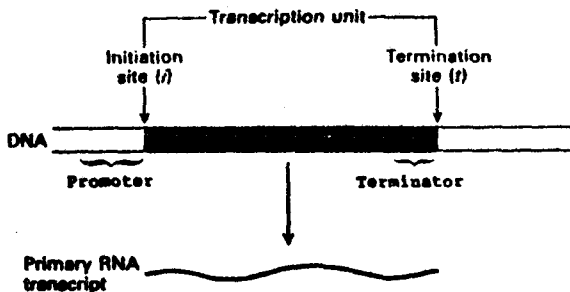 Transcription unit
Initiation
site (i)
Termination
site (t)
DNA
Promoter
Terminator
Primary RNA
transcript